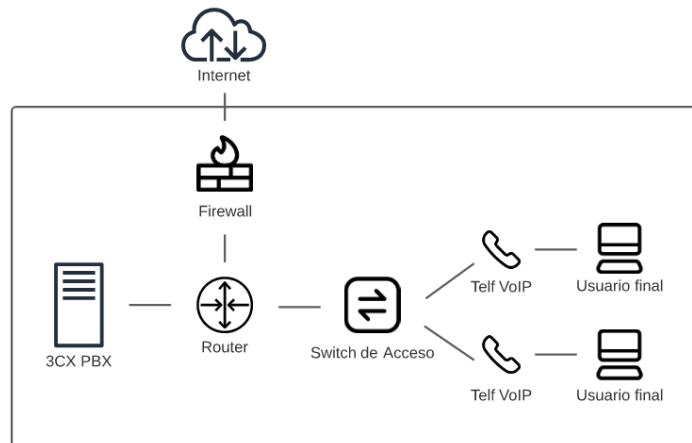 Internet
Firewall
Telf VoIP
Usuario final
3CX PBX
Router
Switch de Acceso
Telf VoIP
Usuario final